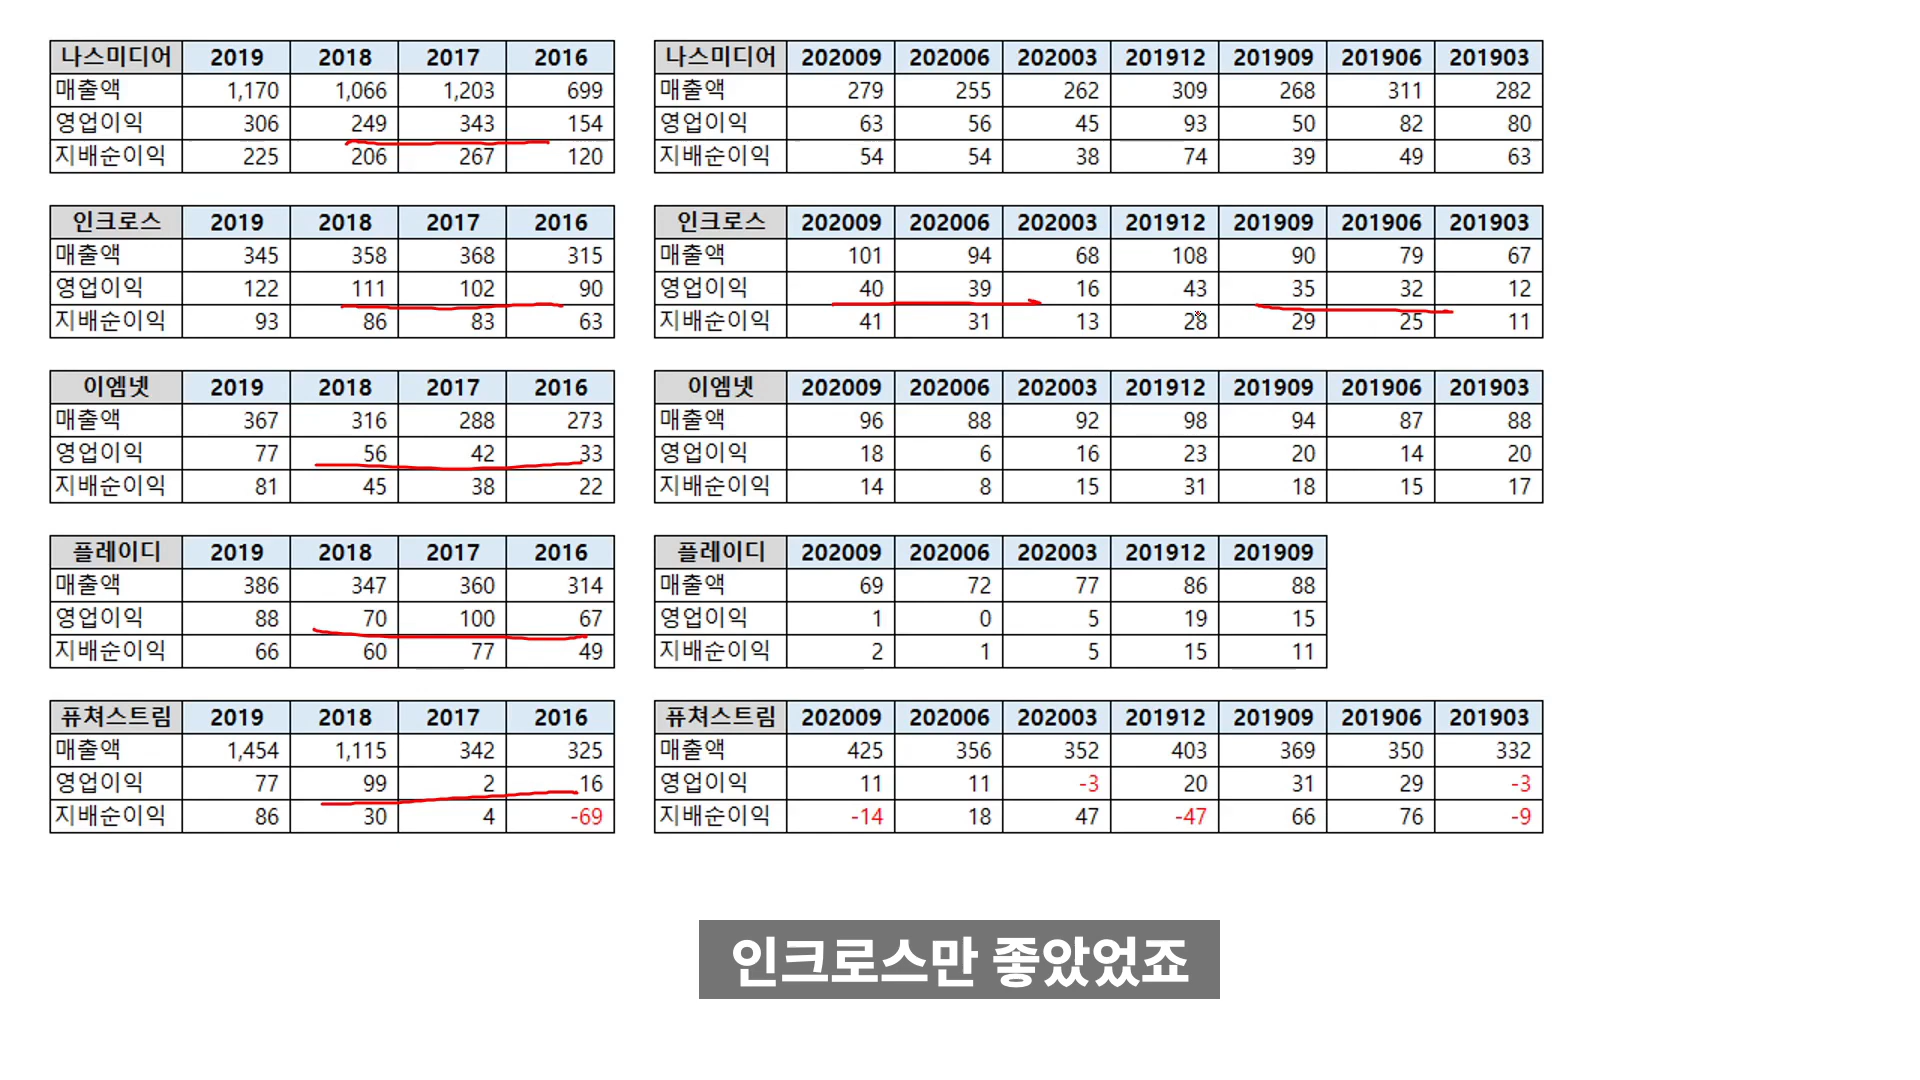 나스미디어 2019 2018 2017 2016
매출액 1,170 1,066 1,203 699
영업이익 306 249 343 154
지배순이익 225 206 267 120
나스미디어 202009 202006 202003 201912 201909 201906 201903
매출액 279 255 262 309 268 311 282
영업이익 63 56 45 93 50 82 80
지배순이익 54 54 38 74 39 49 63
인크로스 2019 2018 2017 2016
매출액 345 358 368 315
영업이익 122 111 102 90
지배순이익 93 86 83 63
인크로스 202009 202006 202003 201912 201909 201906 201903
매출액 101 94 68 108 90 79 67
영업이익 40 39 16 43 35 32 12
지배순이익 41 31 13 28 29 25 11
이엠넷 2019 2018 2017 2016
매출액 367 316 288 273
영업이익 77 56 42 33
지배순이익 81 45 38 22
이엠넷 202009 202006 202003 201912 201909 201906 201903
매출액 96 88 92 98 94 87 88
영업이익 18 6 16 23 20 14 20
지배순이익 14 8 15 31 18 15 17
플레이디 2019 2018 2017 2016
매출액 386 347 360 314
영업이익 88 70 100 67
지배순이익 66 60 77 49
플레이디 202009 202006 202003 201912 201909
매출액 69 72 77 86 88
영업이익 1 0 5 19 15
지배순이익 2 1 5 15 11
퓨쳐스트림 2019 2018 2017 2016
매출액 1,454 1,115 342 325
영업이익 77 99 2 16
지배순이익 86 30 4 -69
퓨쳐스트림 202009 202006 202003 201912 201909 201906 201903
매출액 425 356 352 403 369 350 332
영업이익 11 11 -3 20 31 29 -3
지배순이익 -14 18 47 -47 66 76 -9
인크로스만 좋았었죠